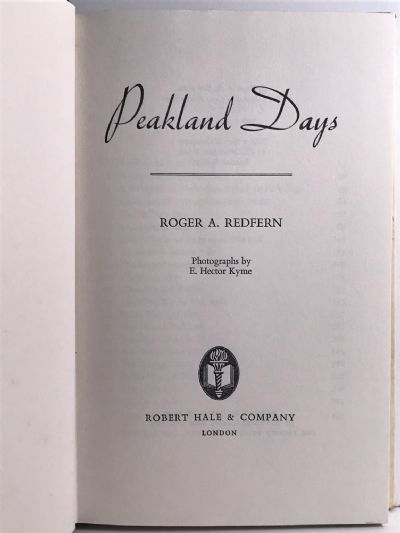 Peakland Days
ROGER A. REDFERN
Photographs by
E. Hector Kyme
ROBERT HALE & COMPANY
LONDON